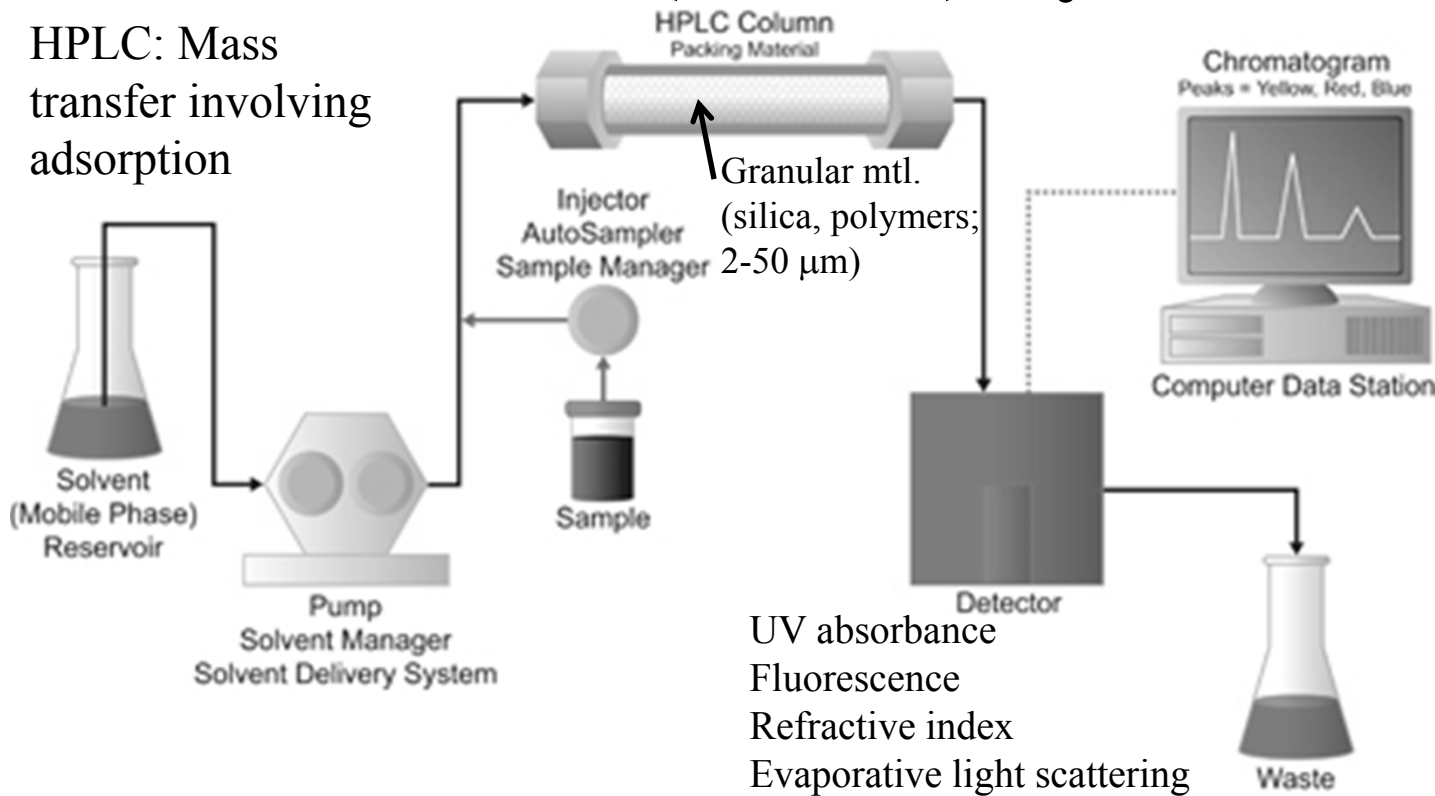 HPLC: Mass
transfer involving
adsorption
HPLC Column
Packing Material
Chromatogram
Peaks = Yellow, Red, Blue
Granular mtl.
(silica, polymers;
2-50 μm)
Injector
AutoSampler
Sample Manager
Computer Data Station
Solvent
(Mobile Phase)
Reservoir
Sample
Pump
Solvent Manager
Solvent Delivery System
Detector
UV absorbance
Fluorescence
Refractive index
Evaporative light scattering
Waste